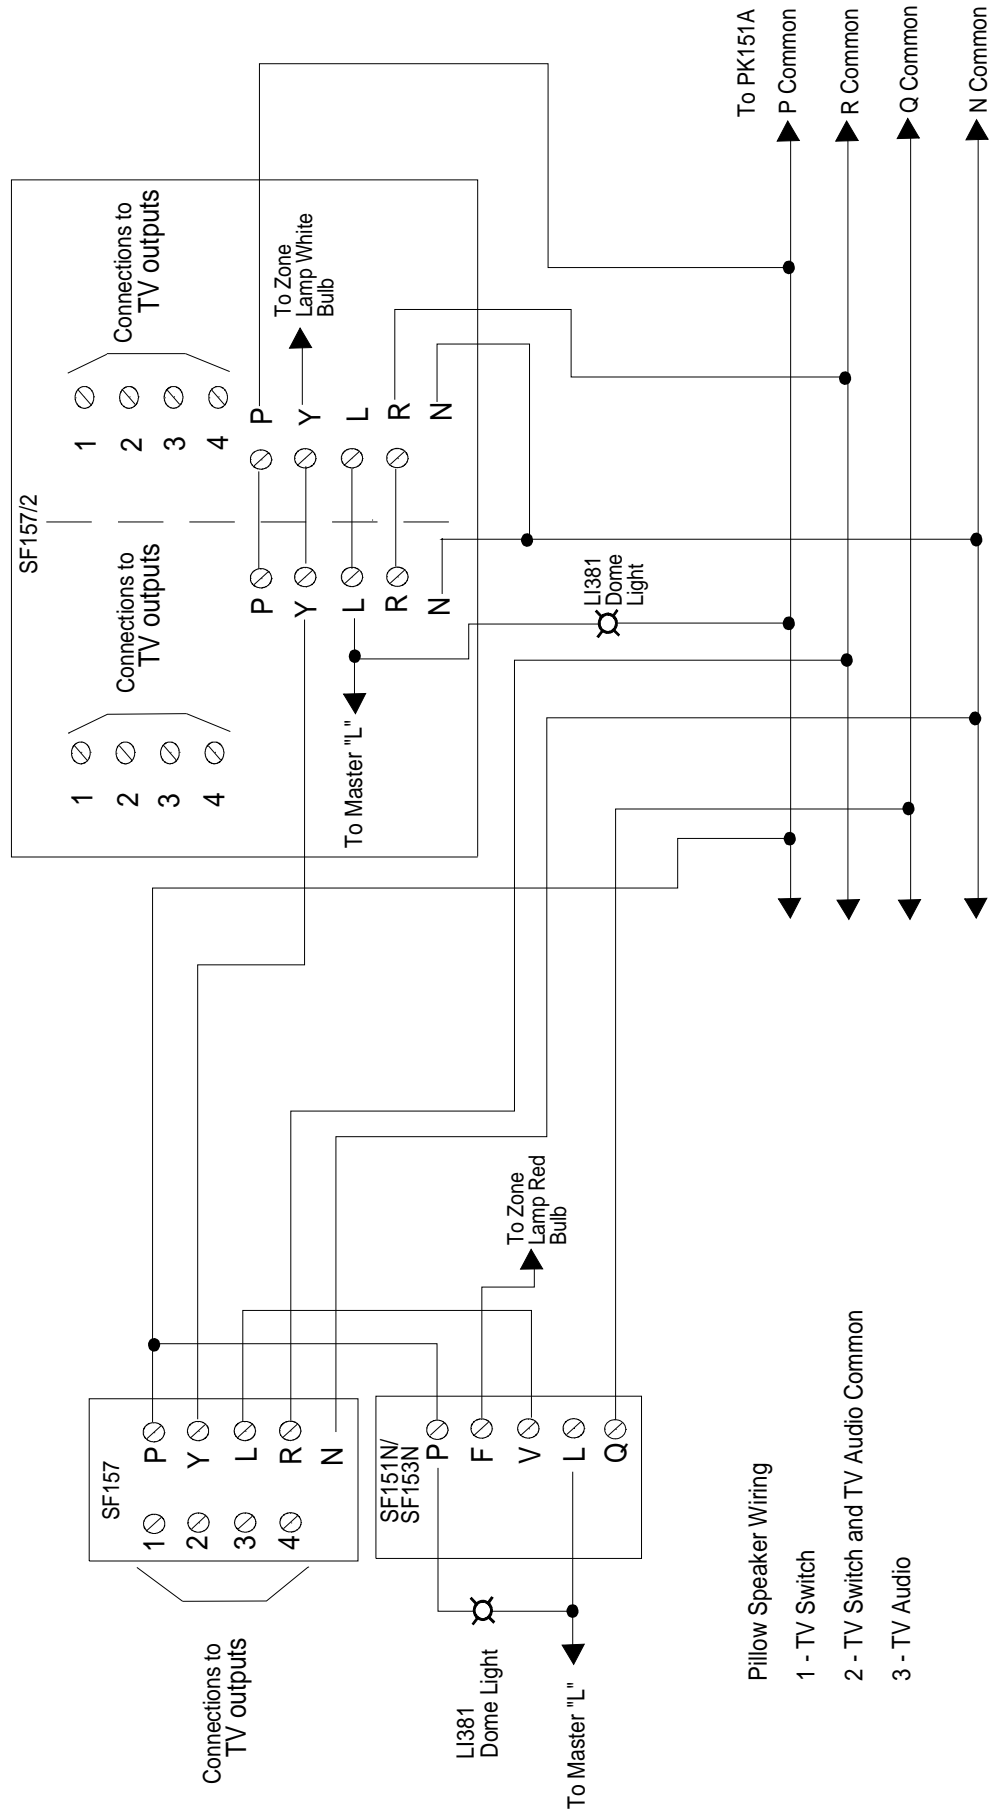 Connections to
TV outputs
SF157
1
2
3
4
P
Y
L
R
N
LI381
Dome Light
To Master "L"
SF151N/
SF153N
P
F
V
L
Q
To Zone
Lamp Red
Bulb
SF157/2
Connections to
TV outputs
1
2
3
4
P
Y
L
R
N
To Master "L"
LI381
Dome
Light
Connections to
TV outputs
1
2
3
4
P
Y
L
R
N
To Zone
Lamp White
Bulb
To PK151A
P Common
R Common
Q Common
N Common
Pillow Speaker Wiring
1 - TV Switch
2 - TV Switch and TV Audio Common
3 - TV Audio